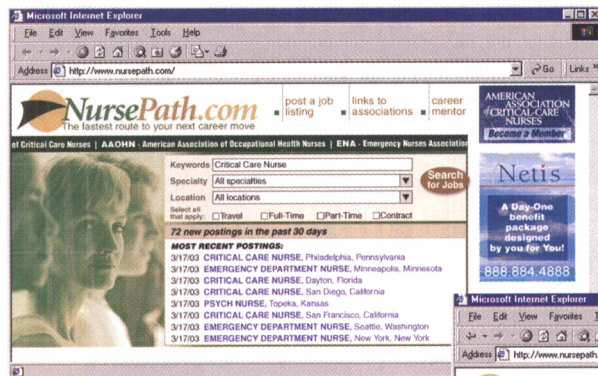 Microsoft Internet Explorer
File Edit View Favorites Tools Help
Address http://www.nursepath.com/ Go Links »
NursePath.com
The fastest route to your next career move
post a job listing
links to associations
career mentor
of Critical Care Nurses | AAOHN - American Association of Occupational Health Nurses | ENA - Emergency Nurses Association
Keywords Critical Care Nurse
Specialty All specialties
Location All locations
Search for Jobs
Select all that apply: Travel Full-Time Part-Time Contract
72 new postings in the past 30 days
MOST RECENT POSTINGS:
3/17/03 CRITICAL CARE NURSE, Philadelphia, Pennsylvania
3/17/03 EMERGENCY DEPARTMENT NURSE, Minneapolis, Minnesota
3/17/03 CRITICAL CARE NURSE, Dayton, Florida
3/17/03 CRITICAL CARE NURSE, San Diego, California
3/17/03 PSYCH NURSE, Topeka, Kansas
3/17/03 CRITICAL CARE NURSE, San Francisco, California
3/17/03 EMERGENCY DEPARTMENT NURSE, Seattle, Washington
3/17/03 EMERGENCY DEPARTMENT NURSE, New York, New York
AMERICAN
ASSOCIATION
of CRITICAL-CARE
NURSES
Become a Member
Netis
A Day-One
benefit
package
designed
by you for You!
888.884.4888
Microsoft Internet Explorer
File Edit View Favorites
Address http://www.nursepath.